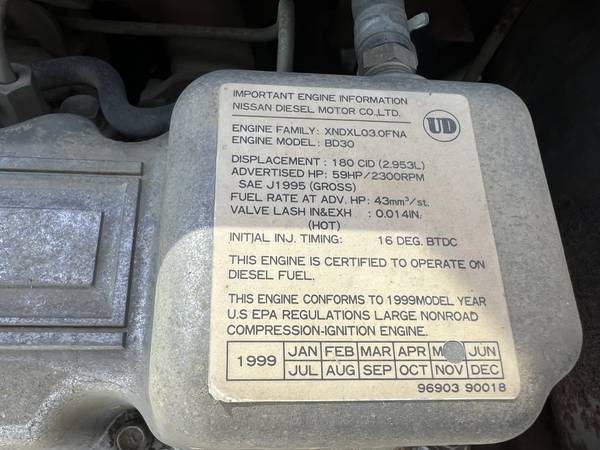 IMPORTANT ENGINE INFORMATION
NISSAN DIESEL MOTOR CO.,LTD.
UD
ENGINE FAMILY: XNDXL03.0FNA
ENGINE MODEL: BD30
DISPLACEMENT : 180 CID (2.953L)
ADVERTISED HP: 59HP/2300RPM
SAE J1995 (GROSS)
FUEL RATE AT ADV. HP: 43mm³/st.
VALVE LASH IN&EXH : 0.014IN.
(HOT)
INITIAL INJ. TIMING: 16 DEG. BTDC
THIS ENGINE IS CERTIFIED TO OPERATE ON
DIESEL FUEL.
THIS ENGINE CONFORMS TO 1999MODEL YEAR
U.S EPA REGULATIONS LARGE NONROAD
COMPRESSION-IGNITION ENGINE.
1999 JAN FEB MAR APR JUN
JUL AUG SEP OCT NOV DEC
96903 90018